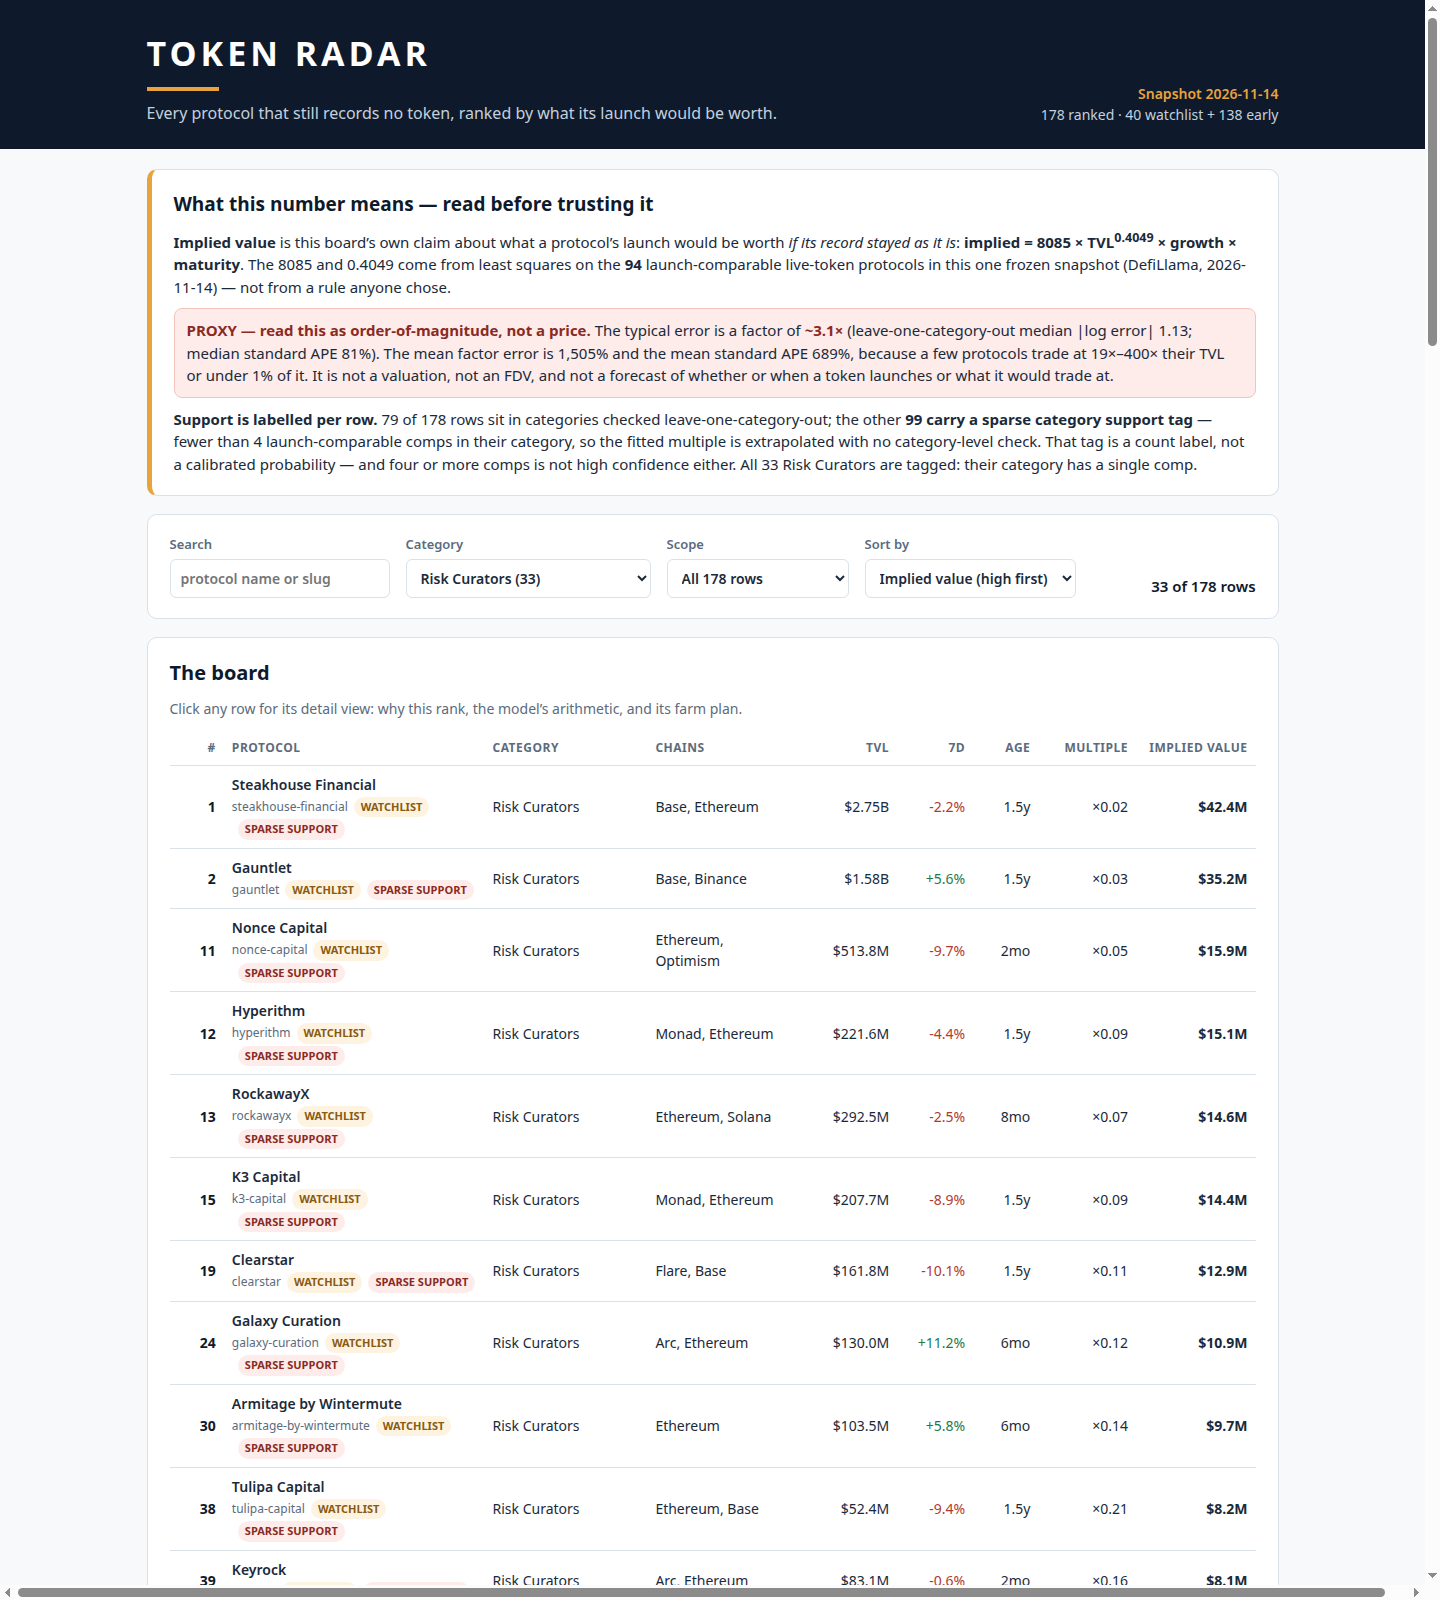 TOKEN RADAR
Every protocol that still records no token, ranked by what its launch would be worth.
Snapshot 2026-11-14
178 ranked · 40 watchlist + 138 early
What this number means — read before trusting it
Implied value is this board’s own claim about what a protocol’s launch would be worth if its record stayed as it is: implied = 8085 × TVL^0.4049 × growth ×
maturity. The 8085 and 0.4049 come from least squares on the 94 launch-comparable live-token protocols in this one frozen snapshot (DefiLlama, 2026-
11-14) — not from a rule anyone chose.
PROXY — read this as order-of-magnitude, not a price. The typical error is a factor of ~3.1× (leave-one-category-out median |log error| 1.13;
median standard APE 81%). The mean factor error is 1,505% and the mean standard APE 689%, because a few protocols trade at 19×–400× their TVL
or under 1% of it. It is not a valuation, not an FDV, and not a forecast of whether or when a token launches or what it would trade at.
Support is labelled per row. 79 of 178 rows sit in categories checked leave-one-category-out; the other 99 carry a sparse category support tag —
fewer than 4 launch-comparable comps in their category, so the fitted multiple is extrapolated with no category-level check. That tag is a count label, not
a calibrated probability — and four or more comps is not high confidence either. All 33 Risk Curators are tagged: their category has a single comp.
Search Category Scope Sort by
protocol name or slug Risk Curators (33) All 178 rows Implied value (high first) 33 of 178 rows
The board
Click any row for its detail view: why this rank, the model’s arithmetic, and its farm plan.
# PROTOCOL CATEGORY CHAINS TVL 7D AGE MULTIPLE IMPLIED VALUE
Steakhouse Financial
1 steakhouse-financial WATCHLIST Risk Curators Base, Ethereum $2.75B -2.2% 1.5y ×0.02 $42.4M
SPARSE SUPPORT
Gauntlet
2 gauntlet WATCHLIST SPARSE SUPPORT Risk Curators Base, Binance $1.58B +5.6% 1.5y ×0.03 $35.2M
Nonce Capital
11 nonce-capital WATCHLIST Risk Curators Ethereum, Optimism $513.8M -9.7% 2mo ×0.05 $15.9M
SPARSE SUPPORT
Hyperithm
12 hyperithm WATCHLIST Risk Curators Monad, Ethereum $221.6M -4.4% 1.5y ×0.09 $15.1M
SPARSE SUPPORT
RockawayX
13 rockawayx WATCHLIST Risk Curators Ethereum, Solana $292.5M -2.5% 8mo ×0.07 $14.6M
SPARSE SUPPORT
K3 Capital
15 k3-capital WATCHLIST Risk Curators Monad, Ethereum $207.7M -8.9% 1.5y ×0.09 $14.4M
SPARSE SUPPORT
Clearstar
19 clearstar WATCHLIST SPARSE SUPPORT Risk Curators Flare, Base $161.8M -10.1% 1.5y ×0.11 $12.9M
Galaxy Curation
24 galaxy-curation WATCHLIST Risk Curators Arc, Ethereum $130.0M +11.2% 6mo ×0.12 $10.9M
SPARSE SUPPORT
Armitage by Wintermute
30 armitage-by-wintermute WATCHLIST Risk Curators Ethereum $103.5M +5.8% 6mo ×0.14 $9.7M
SPARSE SUPPORT
Tulipa Capital
38 tulipa-capital WATCHLIST Risk Curators Ethereum, Base $52.4M -9.4% 1.5y ×0.21 $8.2M
SPARSE SUPPORT
Keyrock
39 Risk Curators Arc, Ethereum $83.1M -0.6% 2mo ×0.16 $8.1M